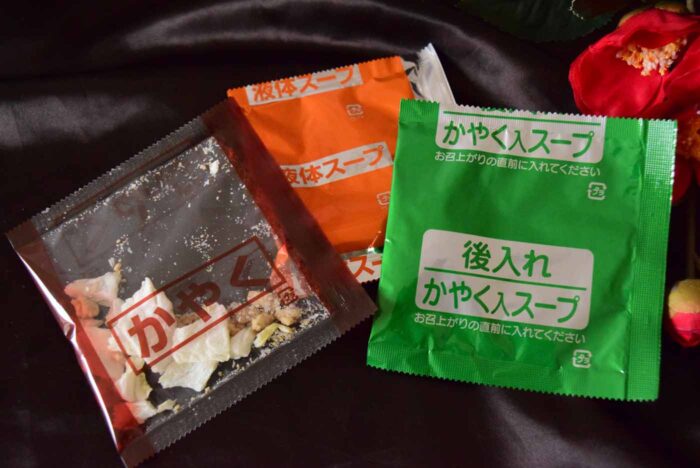 液体スープ
液体スープ
かやく
かやく入スープ
お召上がりの直前に入れてください
プラ
後入れ
かやく入スープ
お召上がりの直前に入れてください
プラ